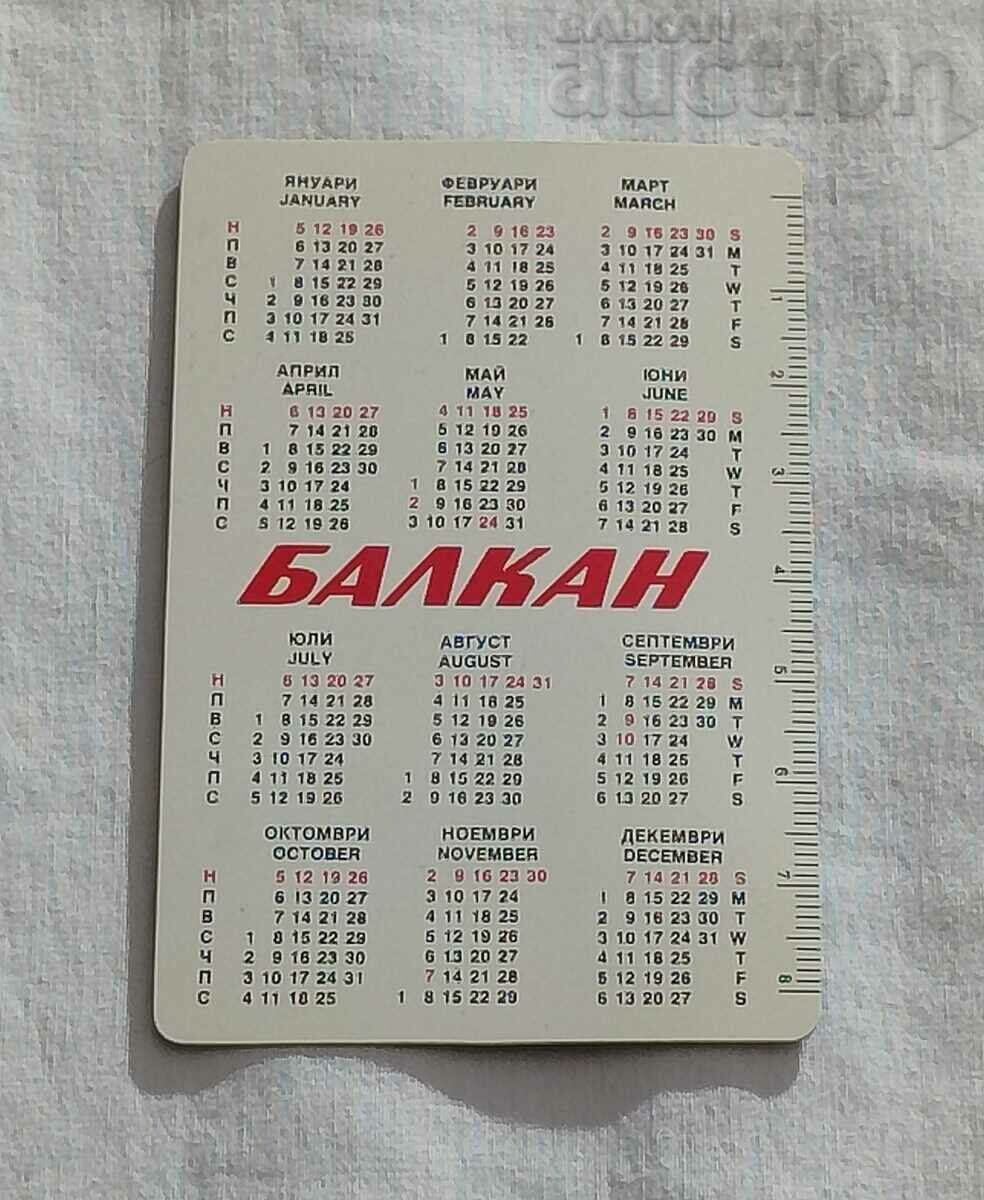 BALKAN
auction
ЯНУАРИ ФЕВРУАРИ МАРТ
JANUARY FEBRUARY MARCH
Н 5 12 19 26 2 9 16 23 2 9 16 23 30 S
П 6 13 20 27 3 10 17 24 3 10 17 24 31 M
В 7 14 21 28 4 11 18 25 4 11 18 25 T
С 1 8 15 22 29 5 12 19 26 5 12 19 26 W
Ч 2 9 16 23 30 6 13 20 27 6 13 20 27 T
П 3 10 17 24 31 7 14 21 28 7 14 21 28 F
С 4 11 18 25 1 8 15 22 1 8 15 22 29 S
АПРИЛ МАЙ ЮНИ
APRIL MAY JUNE
Н 6 13 20 27 4 11 18 25 1 8 15 22 29 S
П 7 14 21 28 5 12 19 26 2 9 16 23 30 M
В 1 8 15 22 29 6 13 20 27 3 10 17 24 T
С 2 9 16 23 30 7 14 21 28 4 11 18 25 W
Ч 3 10 17 24 1 8 15 22 29 5 12 19 26 T
П 4 11 18 25 2 9 16 23 30 6 13 20 27 F
С 5 12 19 26 3 10 17 24 31 7 14 21 28 S
БАЛКАН
ЮЛИ АВГУСТ СЕПТЕМВРИ
JULY AUGUST SEPTEMBER
Н 6 13 20 27 3 10 17 24 31 7 14 21 28 S
П 7 14 21 28 4 11 18 25 1 8 15 22 29 M
В 1 8 15 22 29 5 12 19 26 2 9 16 23 30 T
С 2 9 16 23 30 6 13 20 27 3 10 17 24 W
Ч 3 10 17 24 7 14 21 28 4 11 18 25 T
П 4 11 18 25 1 8 15 22 29 5 12 19 26 F
С 5 12 19 26 2 9 16 23 30 6 13 20 27 S
ОКТОМВРИ НОЕМВРИ ДЕКЕМВРИ
OCTOBER NOVEMBER DECEMBER
Н 5 12 19 26 2 9 16 23 30 7 14 21 28 S
П 6 13 20 27 3 10 17 24 1 8 15 22 29 M
В 7 14 21 28 4 11 18 25 2 9 16 23 30 T
С 1 8 15 22 29 5 12 19 26 3 10 17 24 31 W
Ч 2 9 16 23 30 6 13 20 27 4 11 18 25 T
П 3 10 17 24 31 7 14 21 28 5 12 19 26 F
С 4 11 18 25 1 8 15 22 29 6 13 20 27 S
1
2
3
4
5
6
7
8